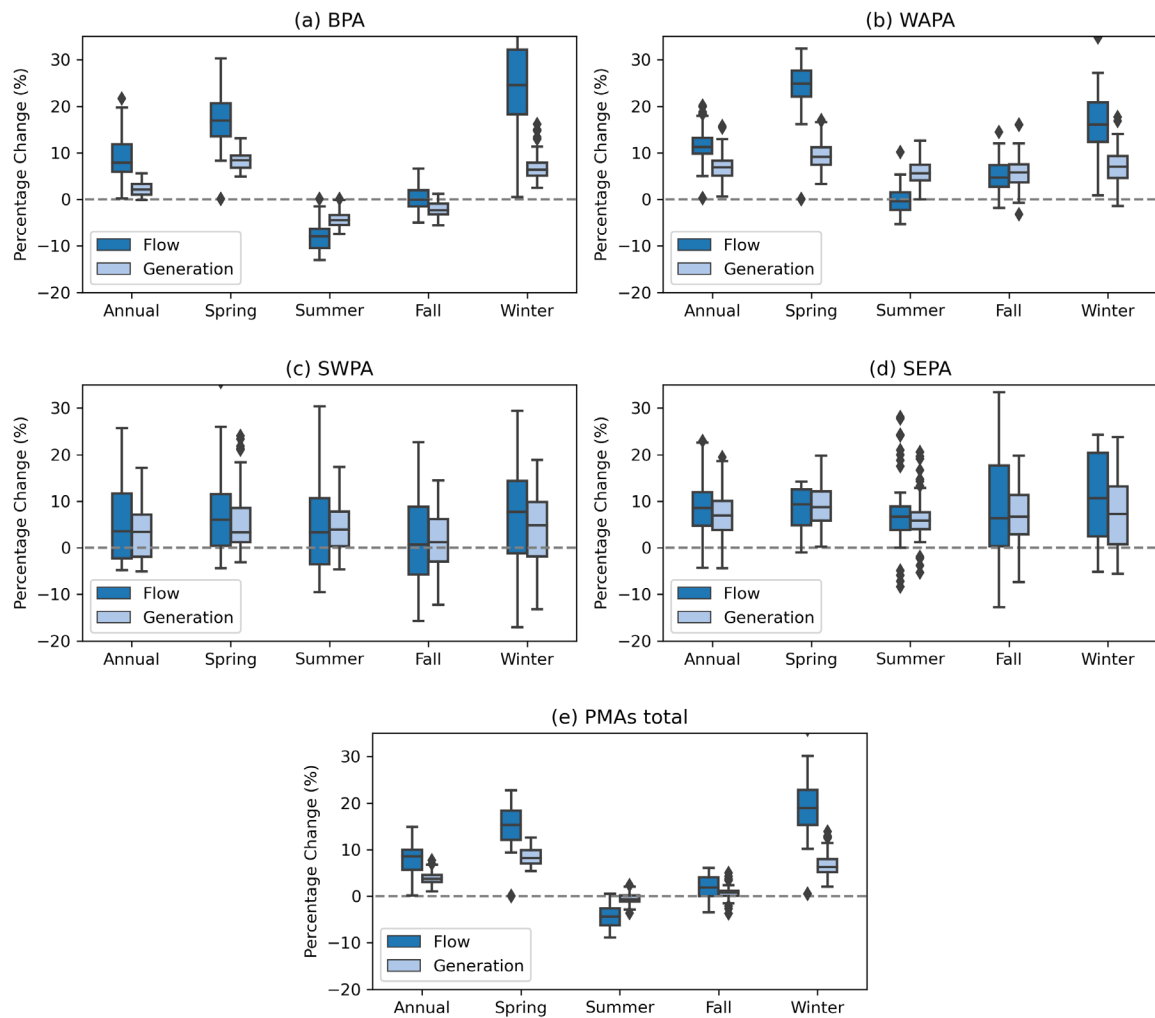 (a) BPA
Percentage Change (%)
30
20
10
0
−10
−20
Flow
Generation
Annual Spring Summer Fall Winter
(b) WAPA
Percentage Change (%)
30
20
10
0
−10
−20
Flow
Generation
Annual Spring Summer Fall Winter
(c) SWPA
Percentage Change (%)
30
20
10
0
−10
−20
Flow
Generation
Annual Spring Summer Fall Winter
(d) SEPA
Percentage Change (%)
30
20
10
0
−10
−20
Flow
Generation
Annual Spring Summer Fall Winter
(e) PMAs total
Percentage Change (%)
30
20
10
0
−10
−20
Flow
Generation
Annual Spring Summer Fall Winter